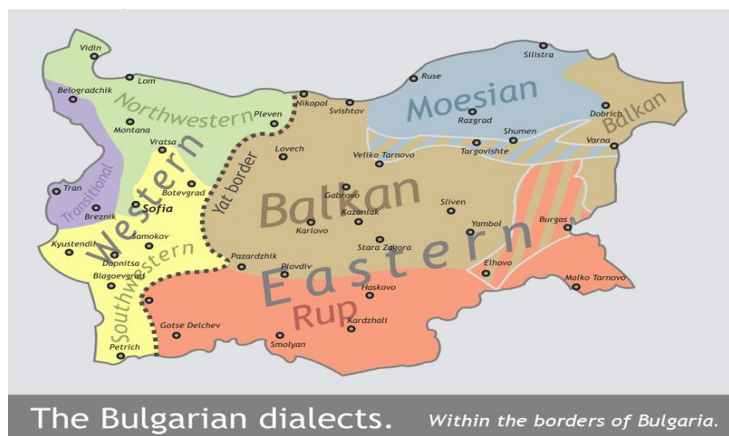 Vidin
Lom
Belogradchik
Northwestern
Montana
Pleven
Vratsa
Nikopol
Svishtov
Ruse
Silistra
Moesian
Razgrad
Dobrich
Balkan
Shumen
Targovishte
Varna
Veliko Tarnovo
Lovech
Yat border
Western
Botevgrad
Tran
Transitional
Breznik
Sofia
Gabrovo
Balkan
Kazanlak
Karlovo
Sliven
Yambol
Burgas
Stara Zagora
Kyustendil
Samokov
Dupnitsa
Blagoevgrad
Southwestern
Pazardzhik
Plovdiv
Eastern
Elhovo
Malko Tarnovo
Haskovo
Rup
Kardzhali
Gotse Delchev
Smolyan
Petrich
The Bulgarian dialects.
Within the borders of Bulgaria.